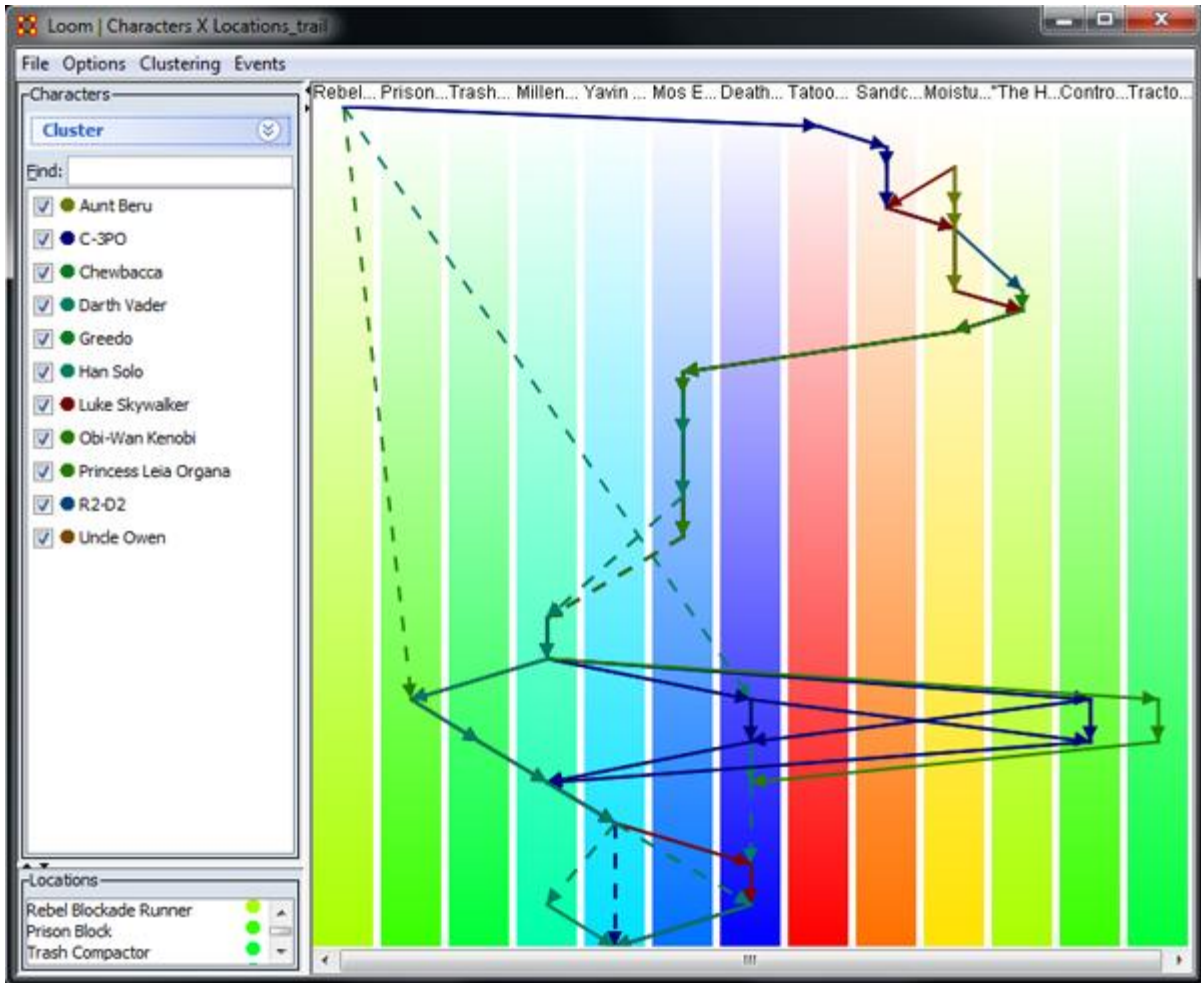 Loom | Characters X Locations_trail
File Options Clustering Events
Characters
Cluster
Find:
Aunt Beru
C-3PO
Chewbacca
Darth Vader
Greedo
Han Solo
Luke Skywalker
Obi-Wan Kenobi
Princess Leia Organa
R2-D2
Uncle Owen
Locations
Rebel Blockade Runner
Prison Block
Trash Compactor
Rebel... Prison... Trash... Millen... Yavin ... Mos E... Death... Tatoo... Sandc... Moistu... "The H... Contro... Tracto...